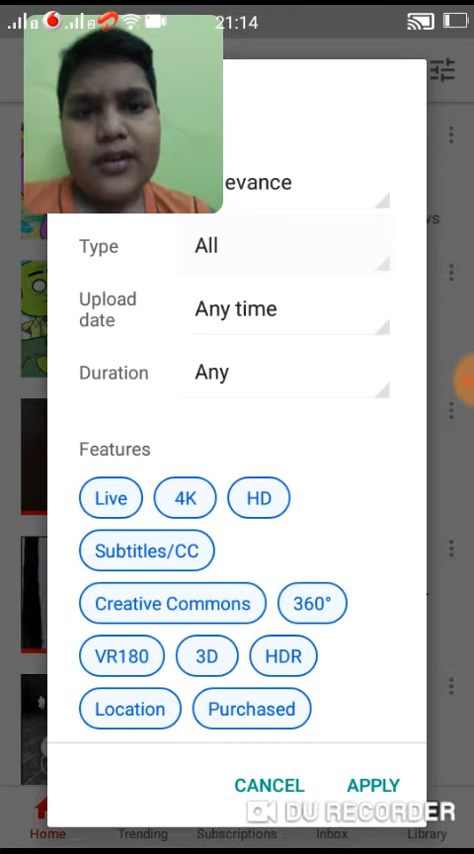 21:14
evance
ws
Type
All
Upload date
Any time
Duration
Any
Features
Live
4K
HD
Subtitles/CC
Creative Commons
360°
VR180
3D
HDR
Location
Purchased
CANCEL
APPLY
DU RECORDER
Home
Trending
Subscriptions
Inbox
Library